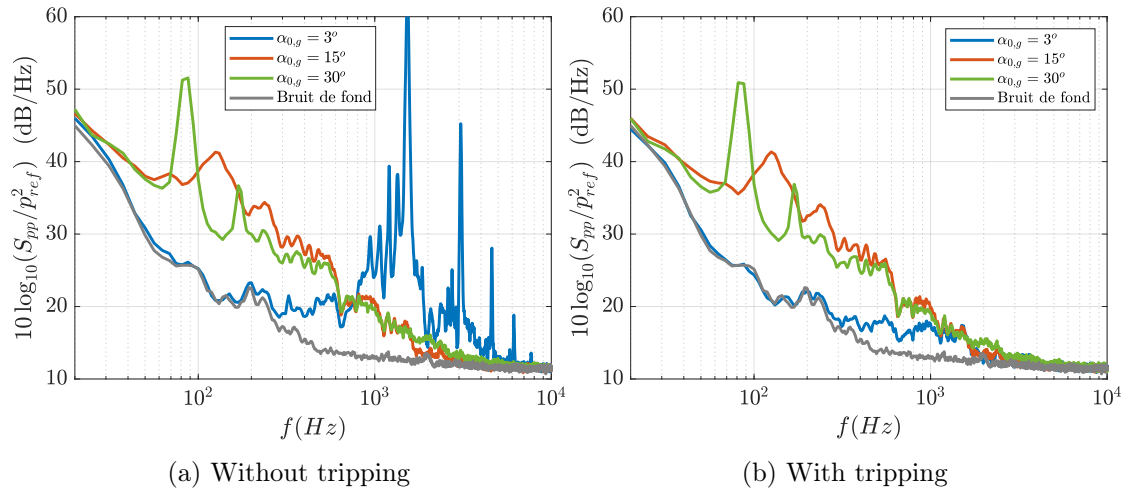 α₀,g = 3°
α₀,g = 15°
α₀,g = 30°
Bruit de fond
60
50
40
30
20
10
10 log₁₀(Spp/p²ref) (dB/Hz)
10² 10³ 10⁴
f(Hz)
(a) Without tripping
α₀,g = 3°
α₀,g = 15°
α₀,g = 30°
Bruit de fond
60
50
40
30
20
10
10 log₁₀(Spp/p²ref) (dB/Hz)
10² 10³ 10⁴
f(Hz)
(b) With tripping